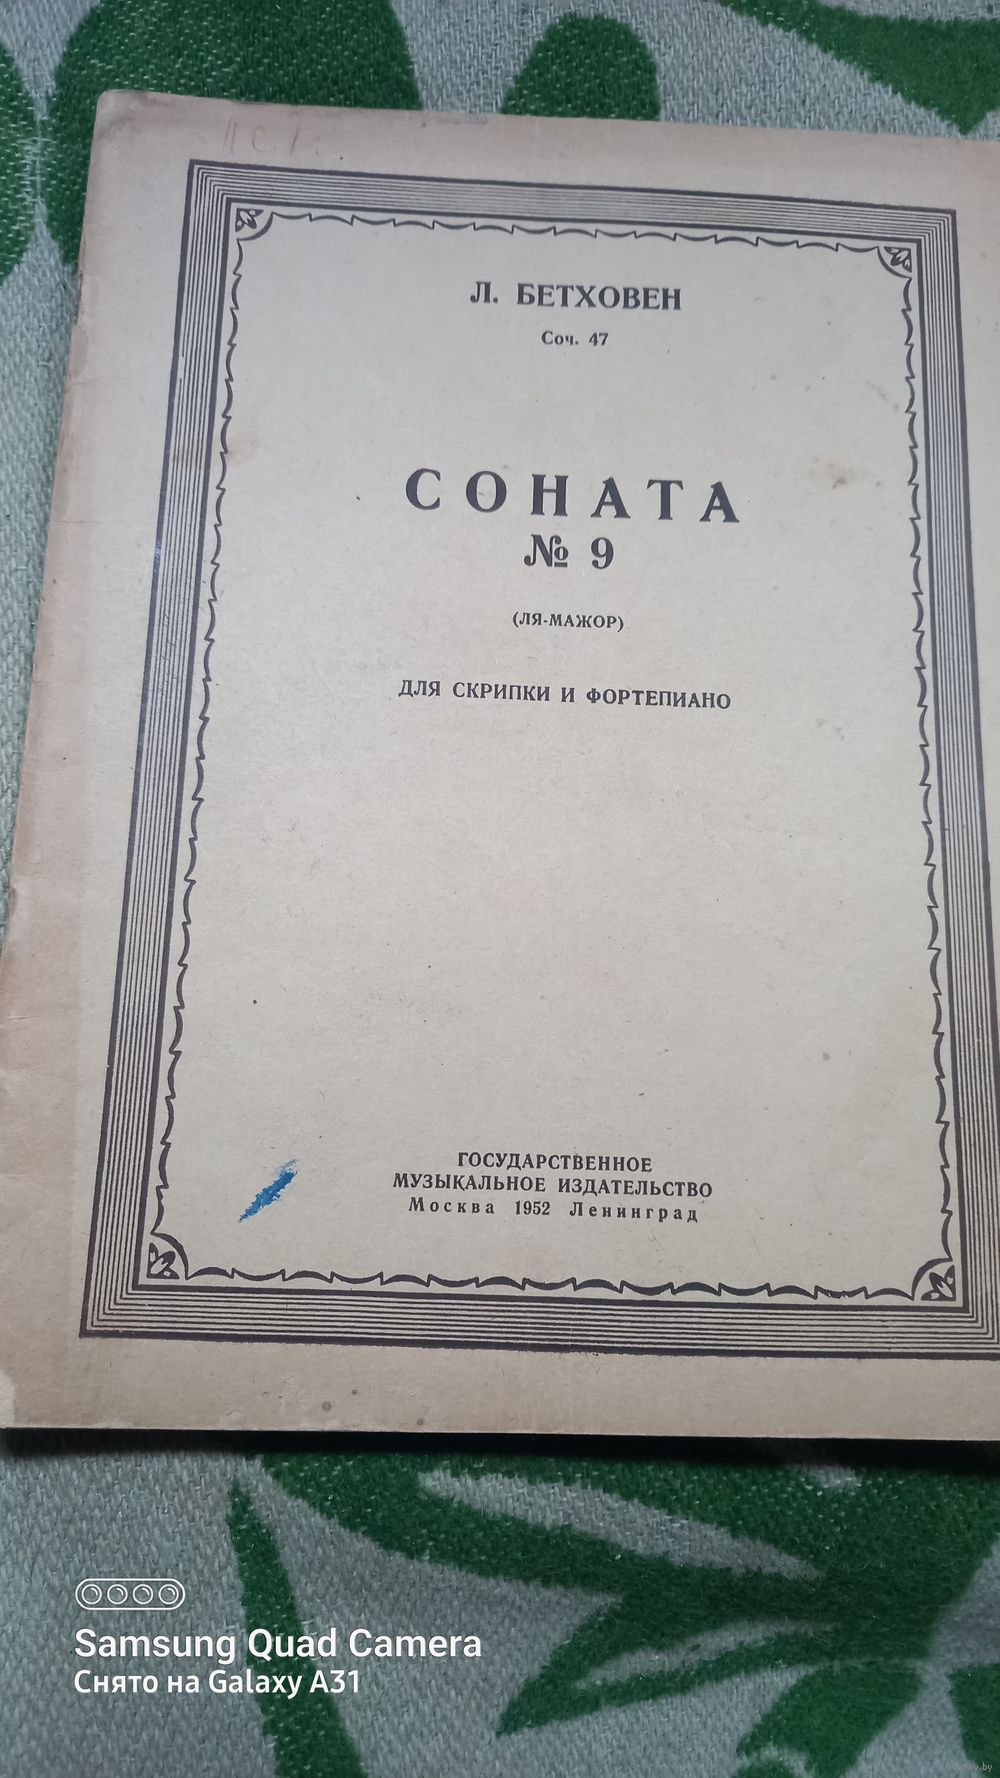 Л. БЕТХОВЕН
Соч. 47
СОНАТА
№ 9
(ЛЯ-МАЖОР)
ДЛЯ СКРИПКИ И ФОРТЕПИАНО
ГОСУДАРСТВЕННОЕ
МУЗЫКАЛЬНОЕ ИЗДАТЕЛЬСТВО
Москва 1952 Ленинград
Samsung Quad Camera
Снято на Galaxy A31